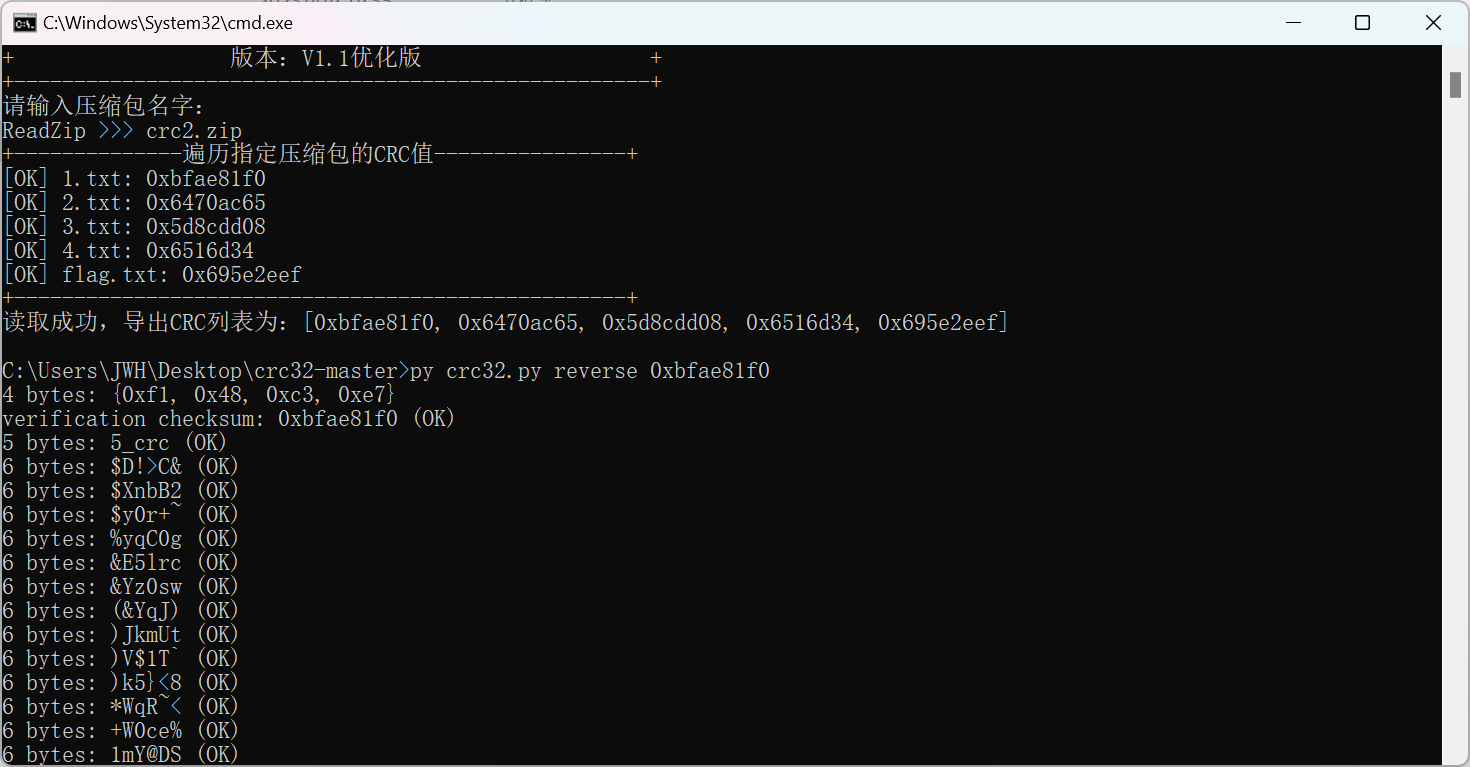 C:\Windows\System32\cmd.exe
+ 版本：V1.1优化版 +
+-----------------------------------------------------+
请输入压缩包名字：
ReadZip >>> crc2.zip
+--------------遍历指定压缩包的CRC值----------------+
[OK] 1.txt: 0xbfae81f0
[OK] 2.txt: 0x6470ac65
[OK] 3.txt: 0x5d8cdd08
[OK] 4.txt: 0x6516d34
[OK] flag.txt: 0x695e2eef
+---------------------------------------------------+
读取成功，导出CRC列表为：[0xbfae81f0, 0x6470ac65, 0x5d8cdd08, 0x6516d34, 0x695e2eef]
C:\Users\JWH\Desktop\crc32-master>py crc32.py reverse 0xbfae81f0
4 bytes: {0xf1, 0x48, 0xc3, 0xe7}
verification checksum: 0xbfae81f0 (OK)
5 bytes: 5_crc (OK)
6 bytes: $D!>C& (OK)
6 bytes: $XnbB2 (OK)
6 bytes: $y0r+~ (OK)
6 bytes: %yqC0g (OK)
6 bytes: &E5lrc (OK)
6 bytes: &Yz0sw (OK)
6 bytes: (&YqJ) (OK)
6 bytes: )JkmUt (OK)
6 bytes: )V$1T` (OK)
6 bytes: )k5}<8 (OK)
6 bytes: *WqR~< (OK)
6 bytes: +W0ce% (OK)
6 bytes: 1mY@DS (OK)